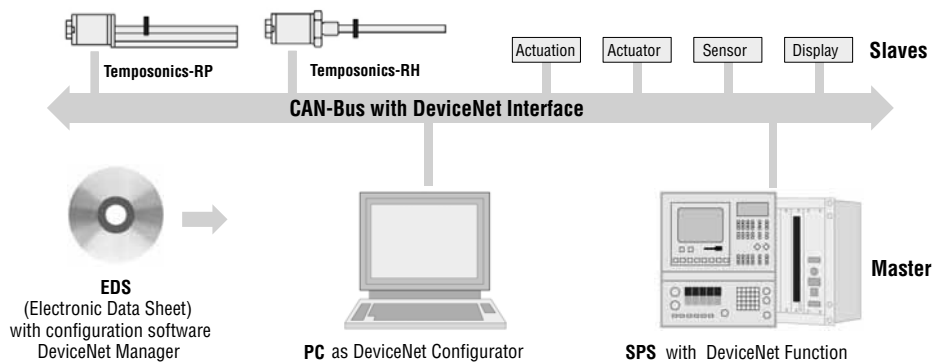 Temposonics-RP
Temposonics-RH
Actuation
Actuator
Sensor
Display
Slaves
CAN-Bus with DeviceNet Interface
EDS
(Electronic Data Sheet)
with configuration software
DeviceNet Manager
PC as DeviceNet Configurator
SPS with DeviceNet Function
Master